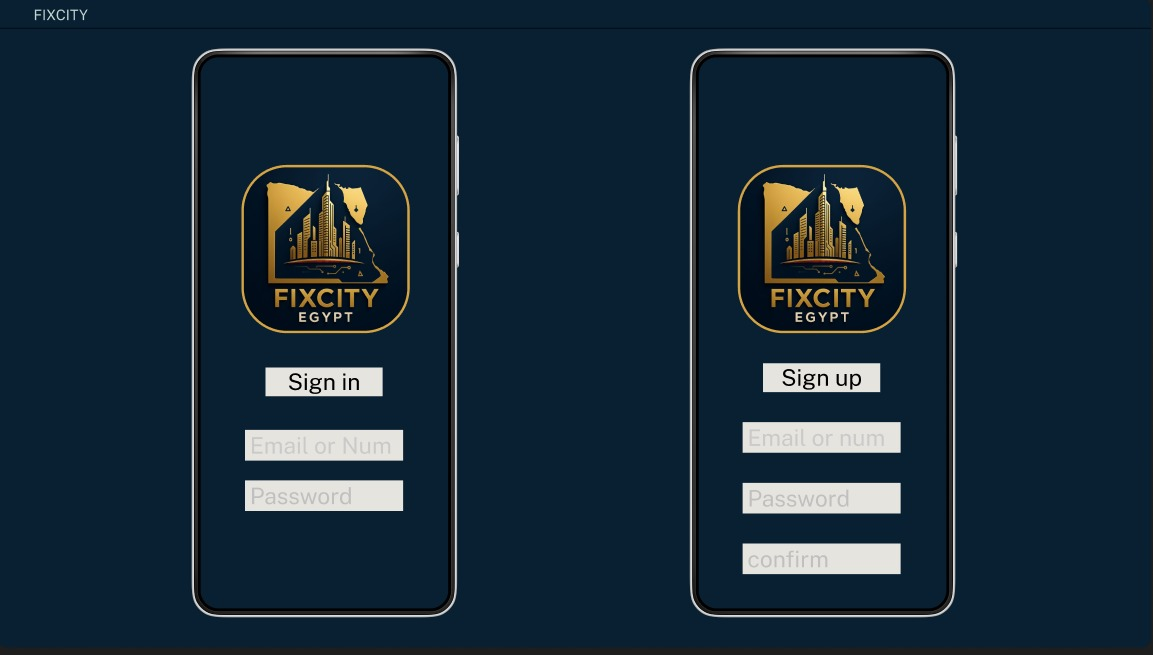 FIXCITY
FIXCITY
EGYPT
Sign in
Email or Num
Password
FIXCITY
EGYPT
Sign up
Email or num
Password
confirm